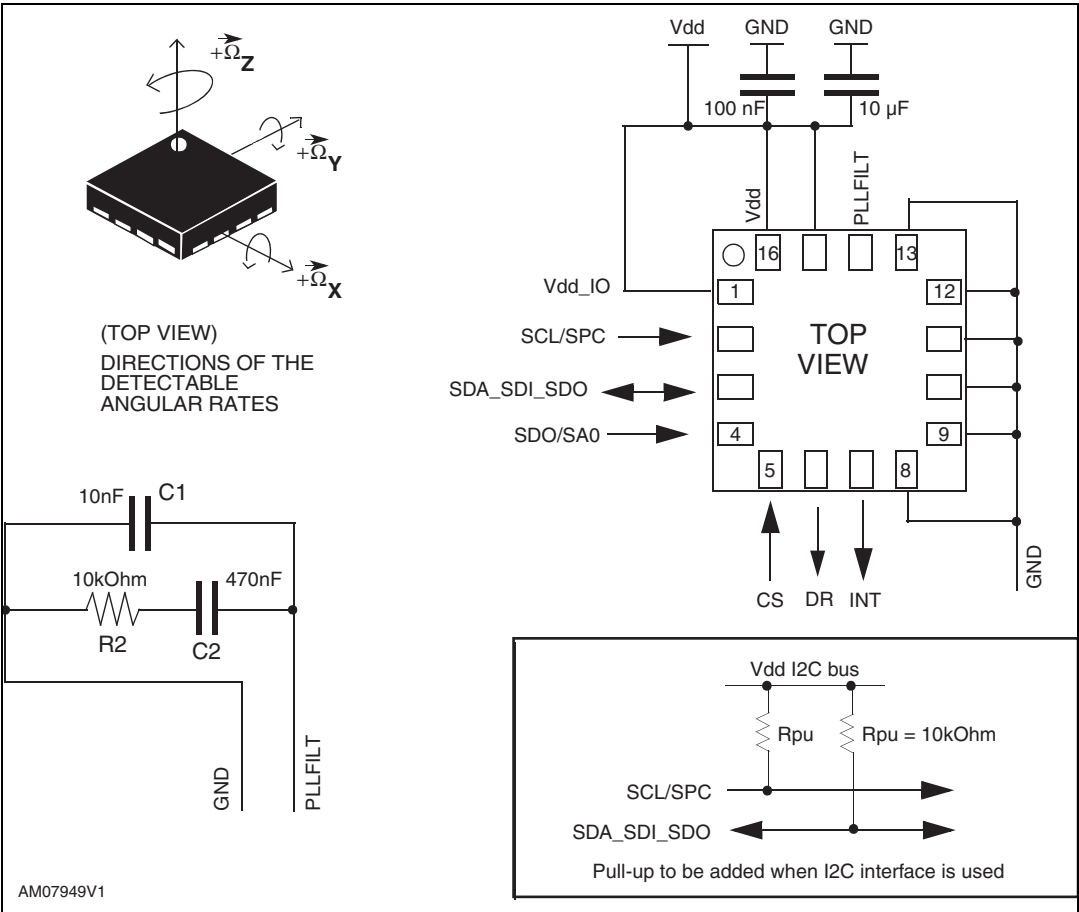 +Ω Z
+Ω Y
+Ω X
(TOP VIEW)
DIRECTIONS OF THE
DETECTABLE
ANGULAR RATES
Vdd
GND
GND
100 nF
10 µF
Vdd
PLLFILT
16
13
Vdd_IO
1
12
SCL/SPC
TOP
VIEW
SDA_SDI_SDO
SDO/SA0
4
9
5
8
CS
DR
INT
GND
10nF
C1
10kOhm
470nF
R2
C2
GND
PLLFILT
Vdd I2C bus
Rpu
Rpu = 10kOhm
SCL/SPC
SDA_SDI_SDO
Pull-up to be added when I2C interface is used
AM07949V1